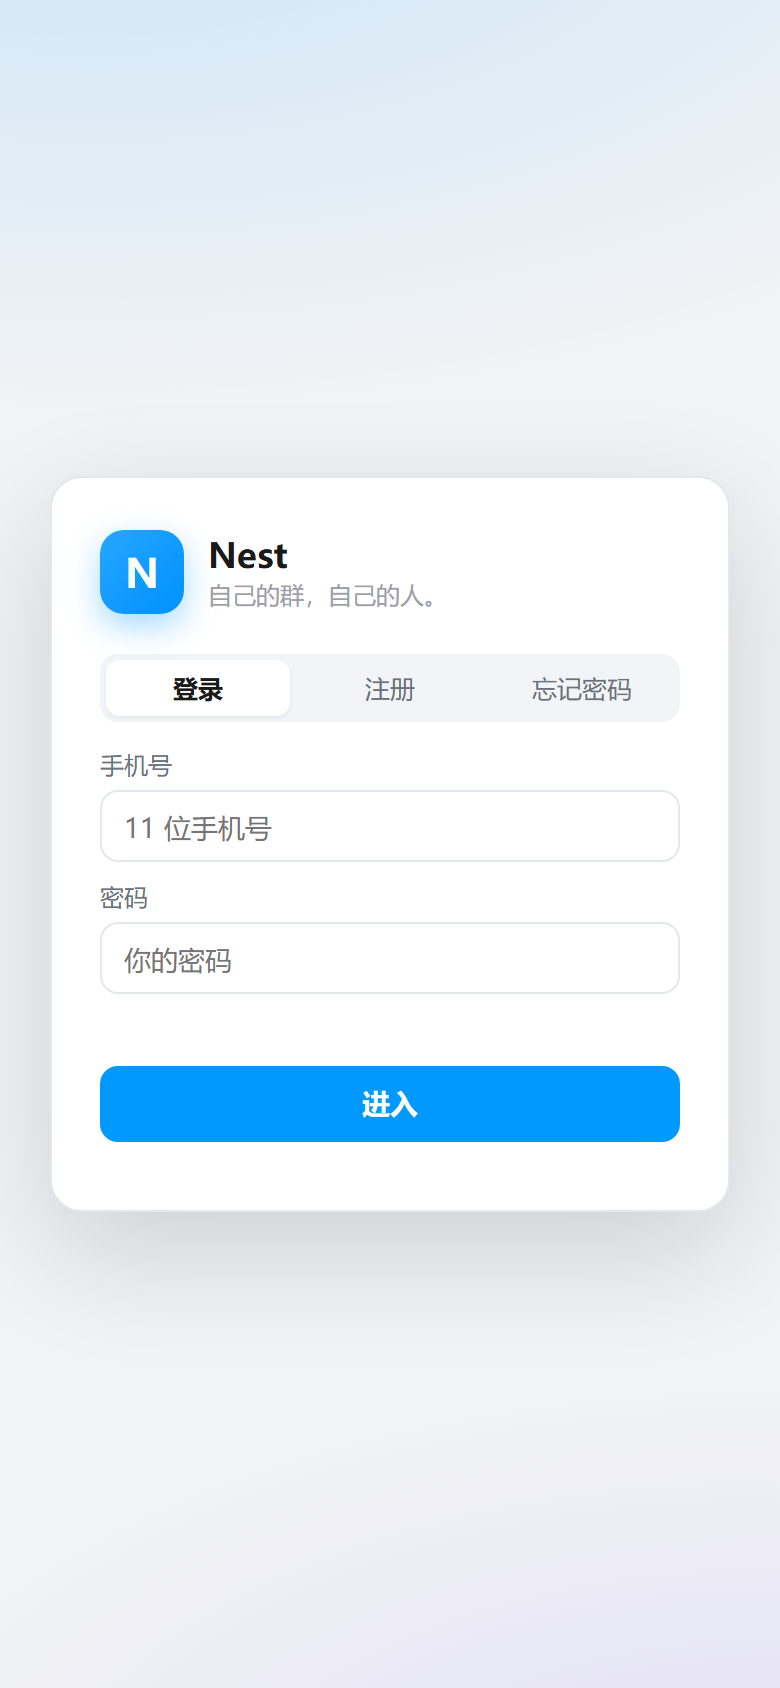 N
Nest
自己的群，自己的人。
登录 注册 忘记密码
手机号
11 位手机号
密码
你的密码
进入